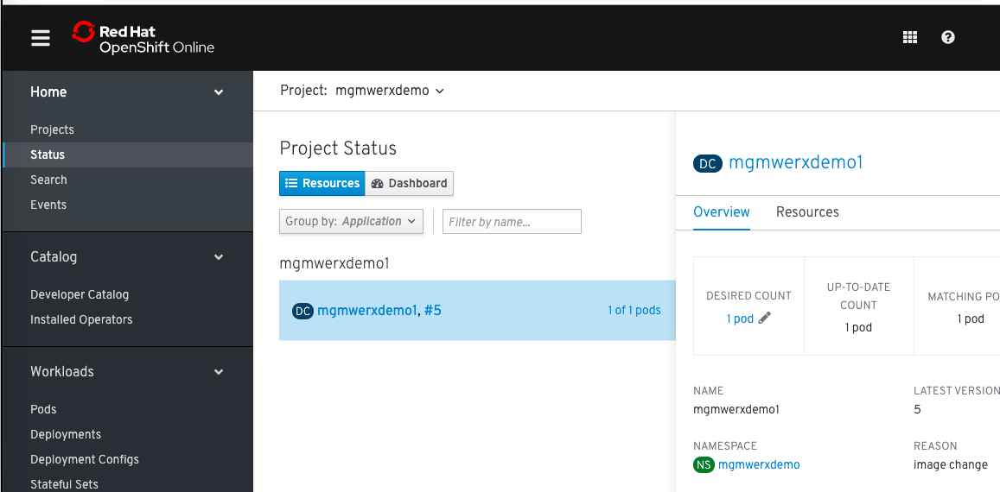 Red Hat
OpenShift Online
Home
Projects
Status
Search
Events
Catalog
Developer Catalog
Installed Operators
Workloads
Pods
Deployments
Deployment Configs
Stateful Sets
Project: mgmwerxdemo
Project Status
Resources Dashboard
Group by: Application Filter by name...
mgmwerxdemo1
DC mgmwerxdemo1, #5 1 of 1 pods
DC mgmwerxdemo1
Overview Resources
DESIRED COUNT
1 pod
UP-TO-DATE
COUNT
1 pod
MATCHING PO
1 pod
NAME
mgmwerxdemo1
LATEST VERSION
5
NAMESPACE
NS mgmwerxdemo
REASON
image change